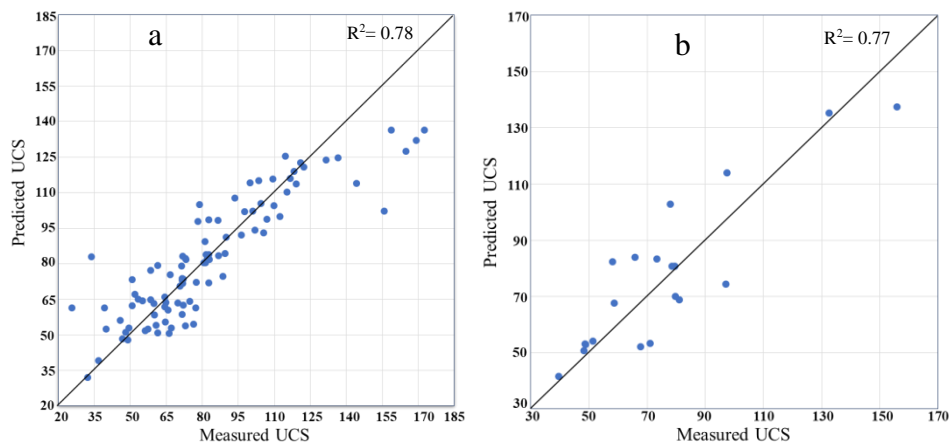 a
R²= 0.78
Predicted UCS
185
170
155
140
125
110
95
80
65
50
35
20
20 35 50 65 80 95 110 125 140 155 170 185
Measured UCS
b
R²= 0.77
Predicted UCS
170
150
130
110
90
70
50
30
30 50 70 90 110 130 150 170
Measured UCS